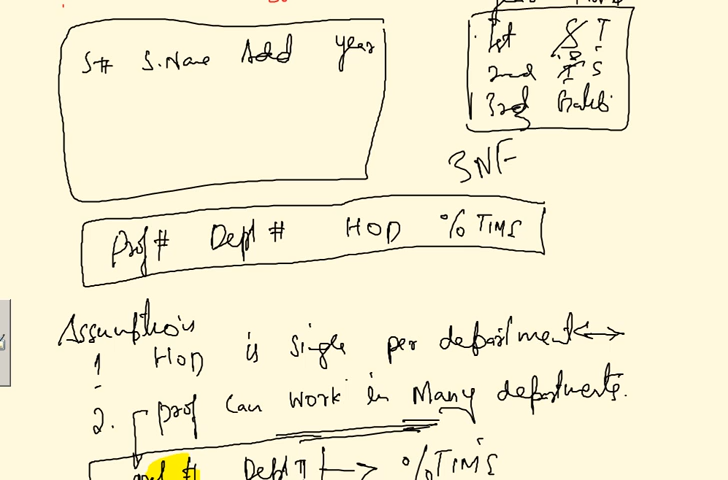 S# S.Name Add year
1st S T
2nd I S
3rd
3NF
Prof# Dept # HOD % TIME
Assumptions
1 HOD is single per department
2. prof can work in Many departments.
Dept # % TIME